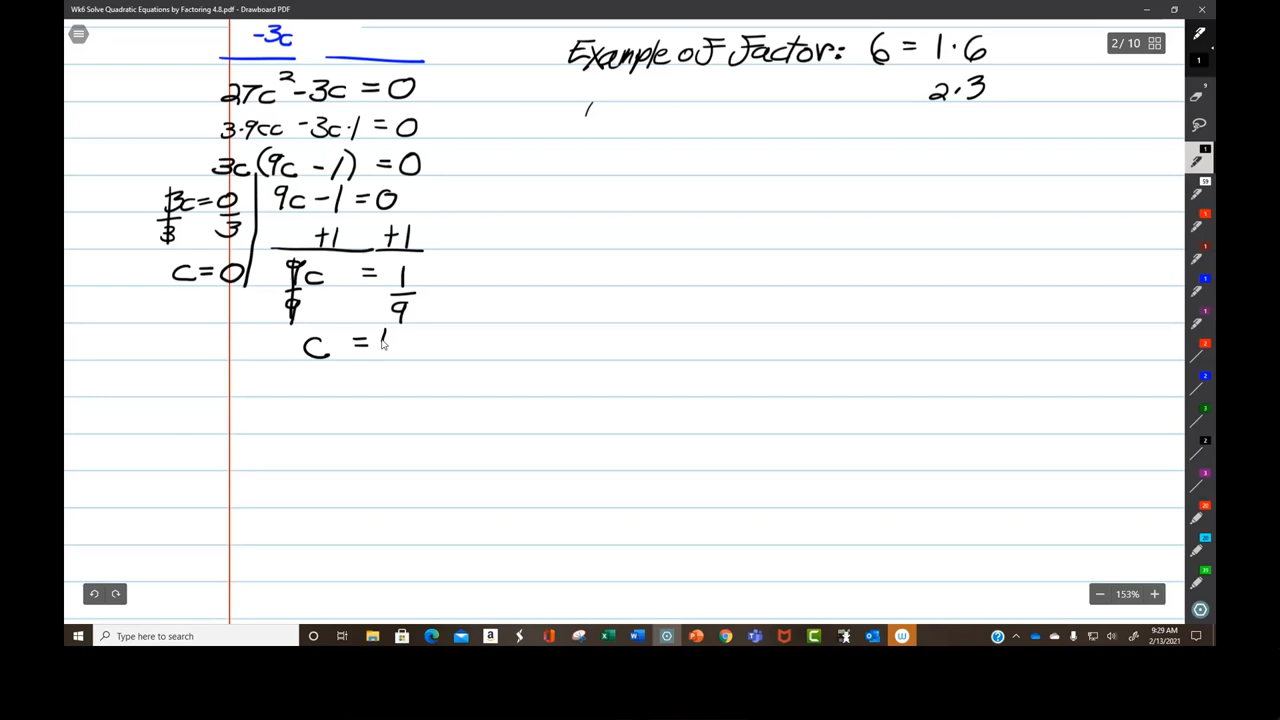 Wk6 Solve Quadratic Equations by Factoring 4.8.pdf - Drawboard PDF
-3c
27c² - 3c = 0
3·9cc - 3c·1 = 0
3c(9c - 1) = 0
3c = 0
3 3
c = 0
9c - 1 = 0
+1 +1
9c = 1
9 9
c = 1
Example of Factor: 6 = 1·6
2·3
2 / 10
153%
Type here to search
9:29 AM
2/13/2021